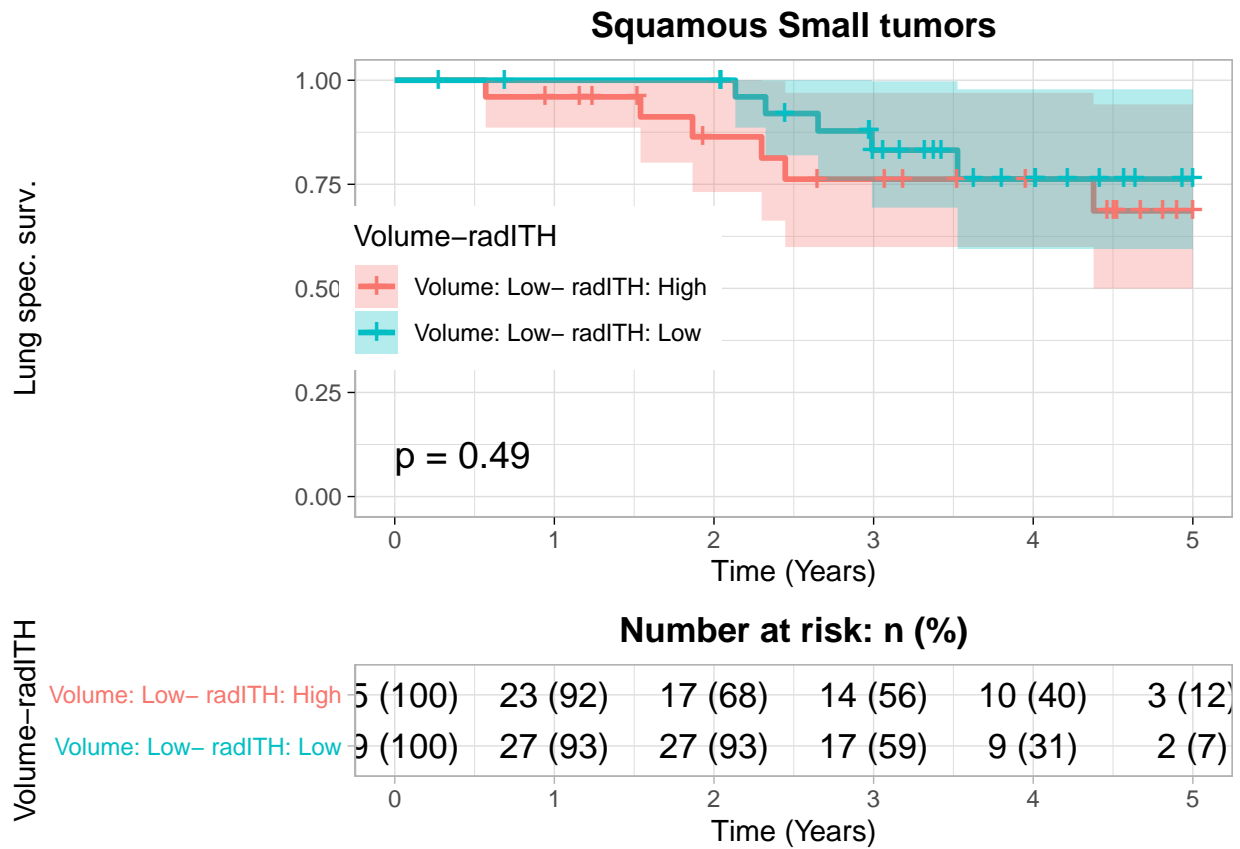 Squamous Small tumors
Lung spec. surv.
1.00
0.75
0.50
0.25
0.00
Volume−radITH
Volume: Low− radITH: High
Volume: Low− radITH: Low
p = 0.49
0 1 2 3 4 5
Time (Years)
Number at risk: n (%)
Volume−radITH
Volume: Low− radITH: High 5 (100) 23 (92) 17 (68) 14 (56) 10 (40) 3 (12)
Volume: Low− radITH: Low 9 (100) 27 (93) 27 (93) 17 (59) 9 (31) 2 (7)
0 1 2 3 4 5
Time (Years)